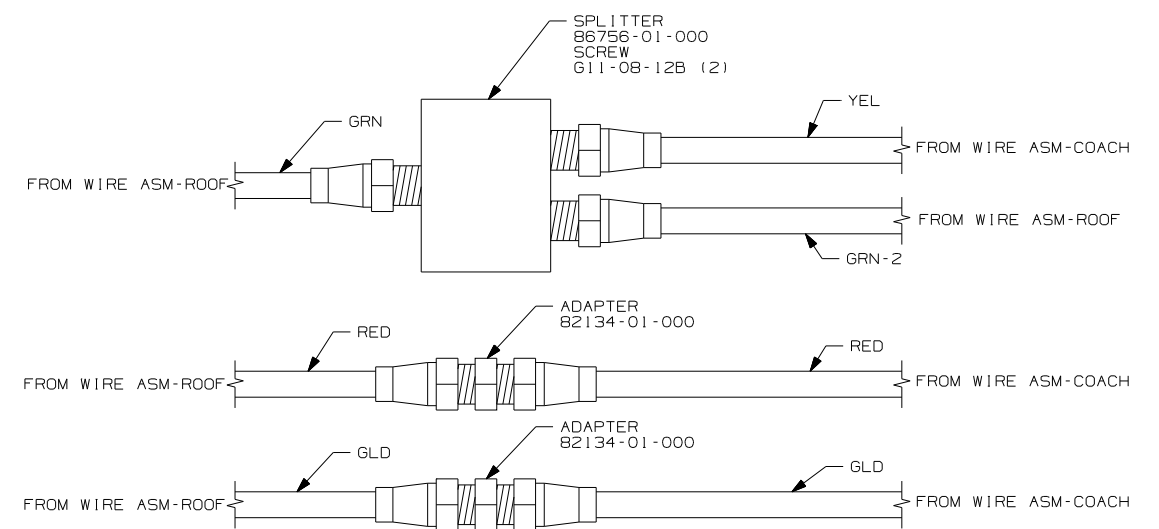 SPLITTER
86756-01-000
SCREW
G11-08-12B (2)
GRN
YEL
FROM WIRE ASM-ROOF
FROM WIRE ASM-COACH
FROM WIRE ASM-ROOF
GRN-2
ADAPTER
82134-01-000
RED
RED
FROM WIRE ASM-ROOF
FROM WIRE ASM-COACH
ADAPTER
82134-01-000
GLD
GLD
FROM WIRE ASM-ROOF
FROM WIRE ASM-COACH